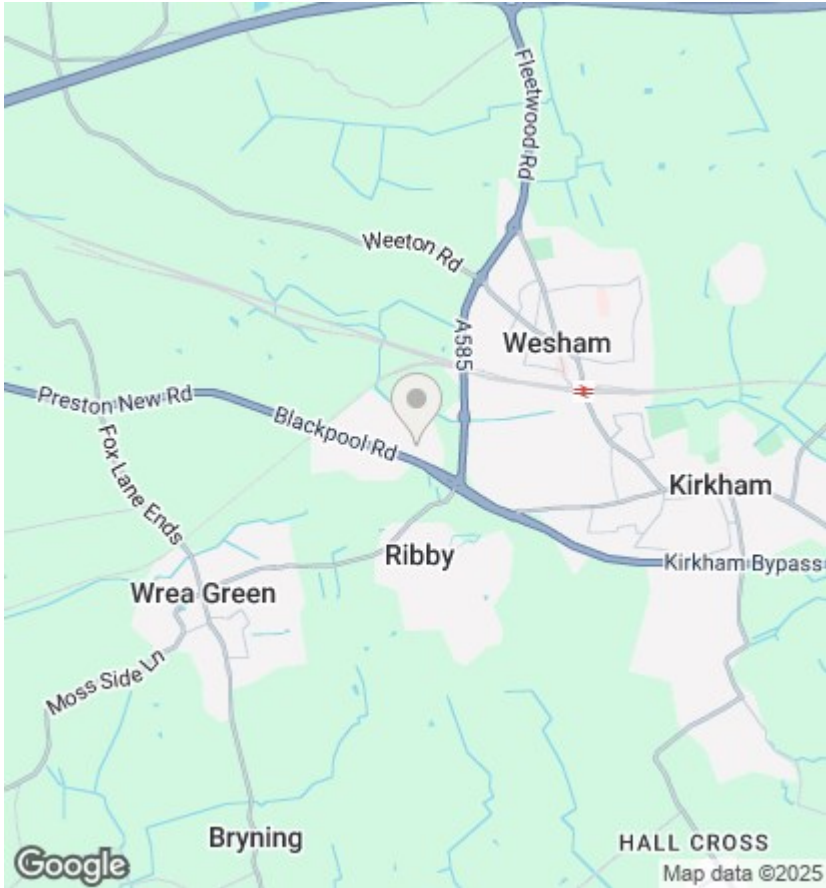 Fleetwood Rd
Weeton Rd
A585
Wesham
Preston New Rd
Blackpool Rd
Fox Lane Ends
Kirkham
Ribby
Kirkham Bypass
Wrea Green
Moss Side Ln
Bryning
HALL CROSS
Google
Map data ©2025